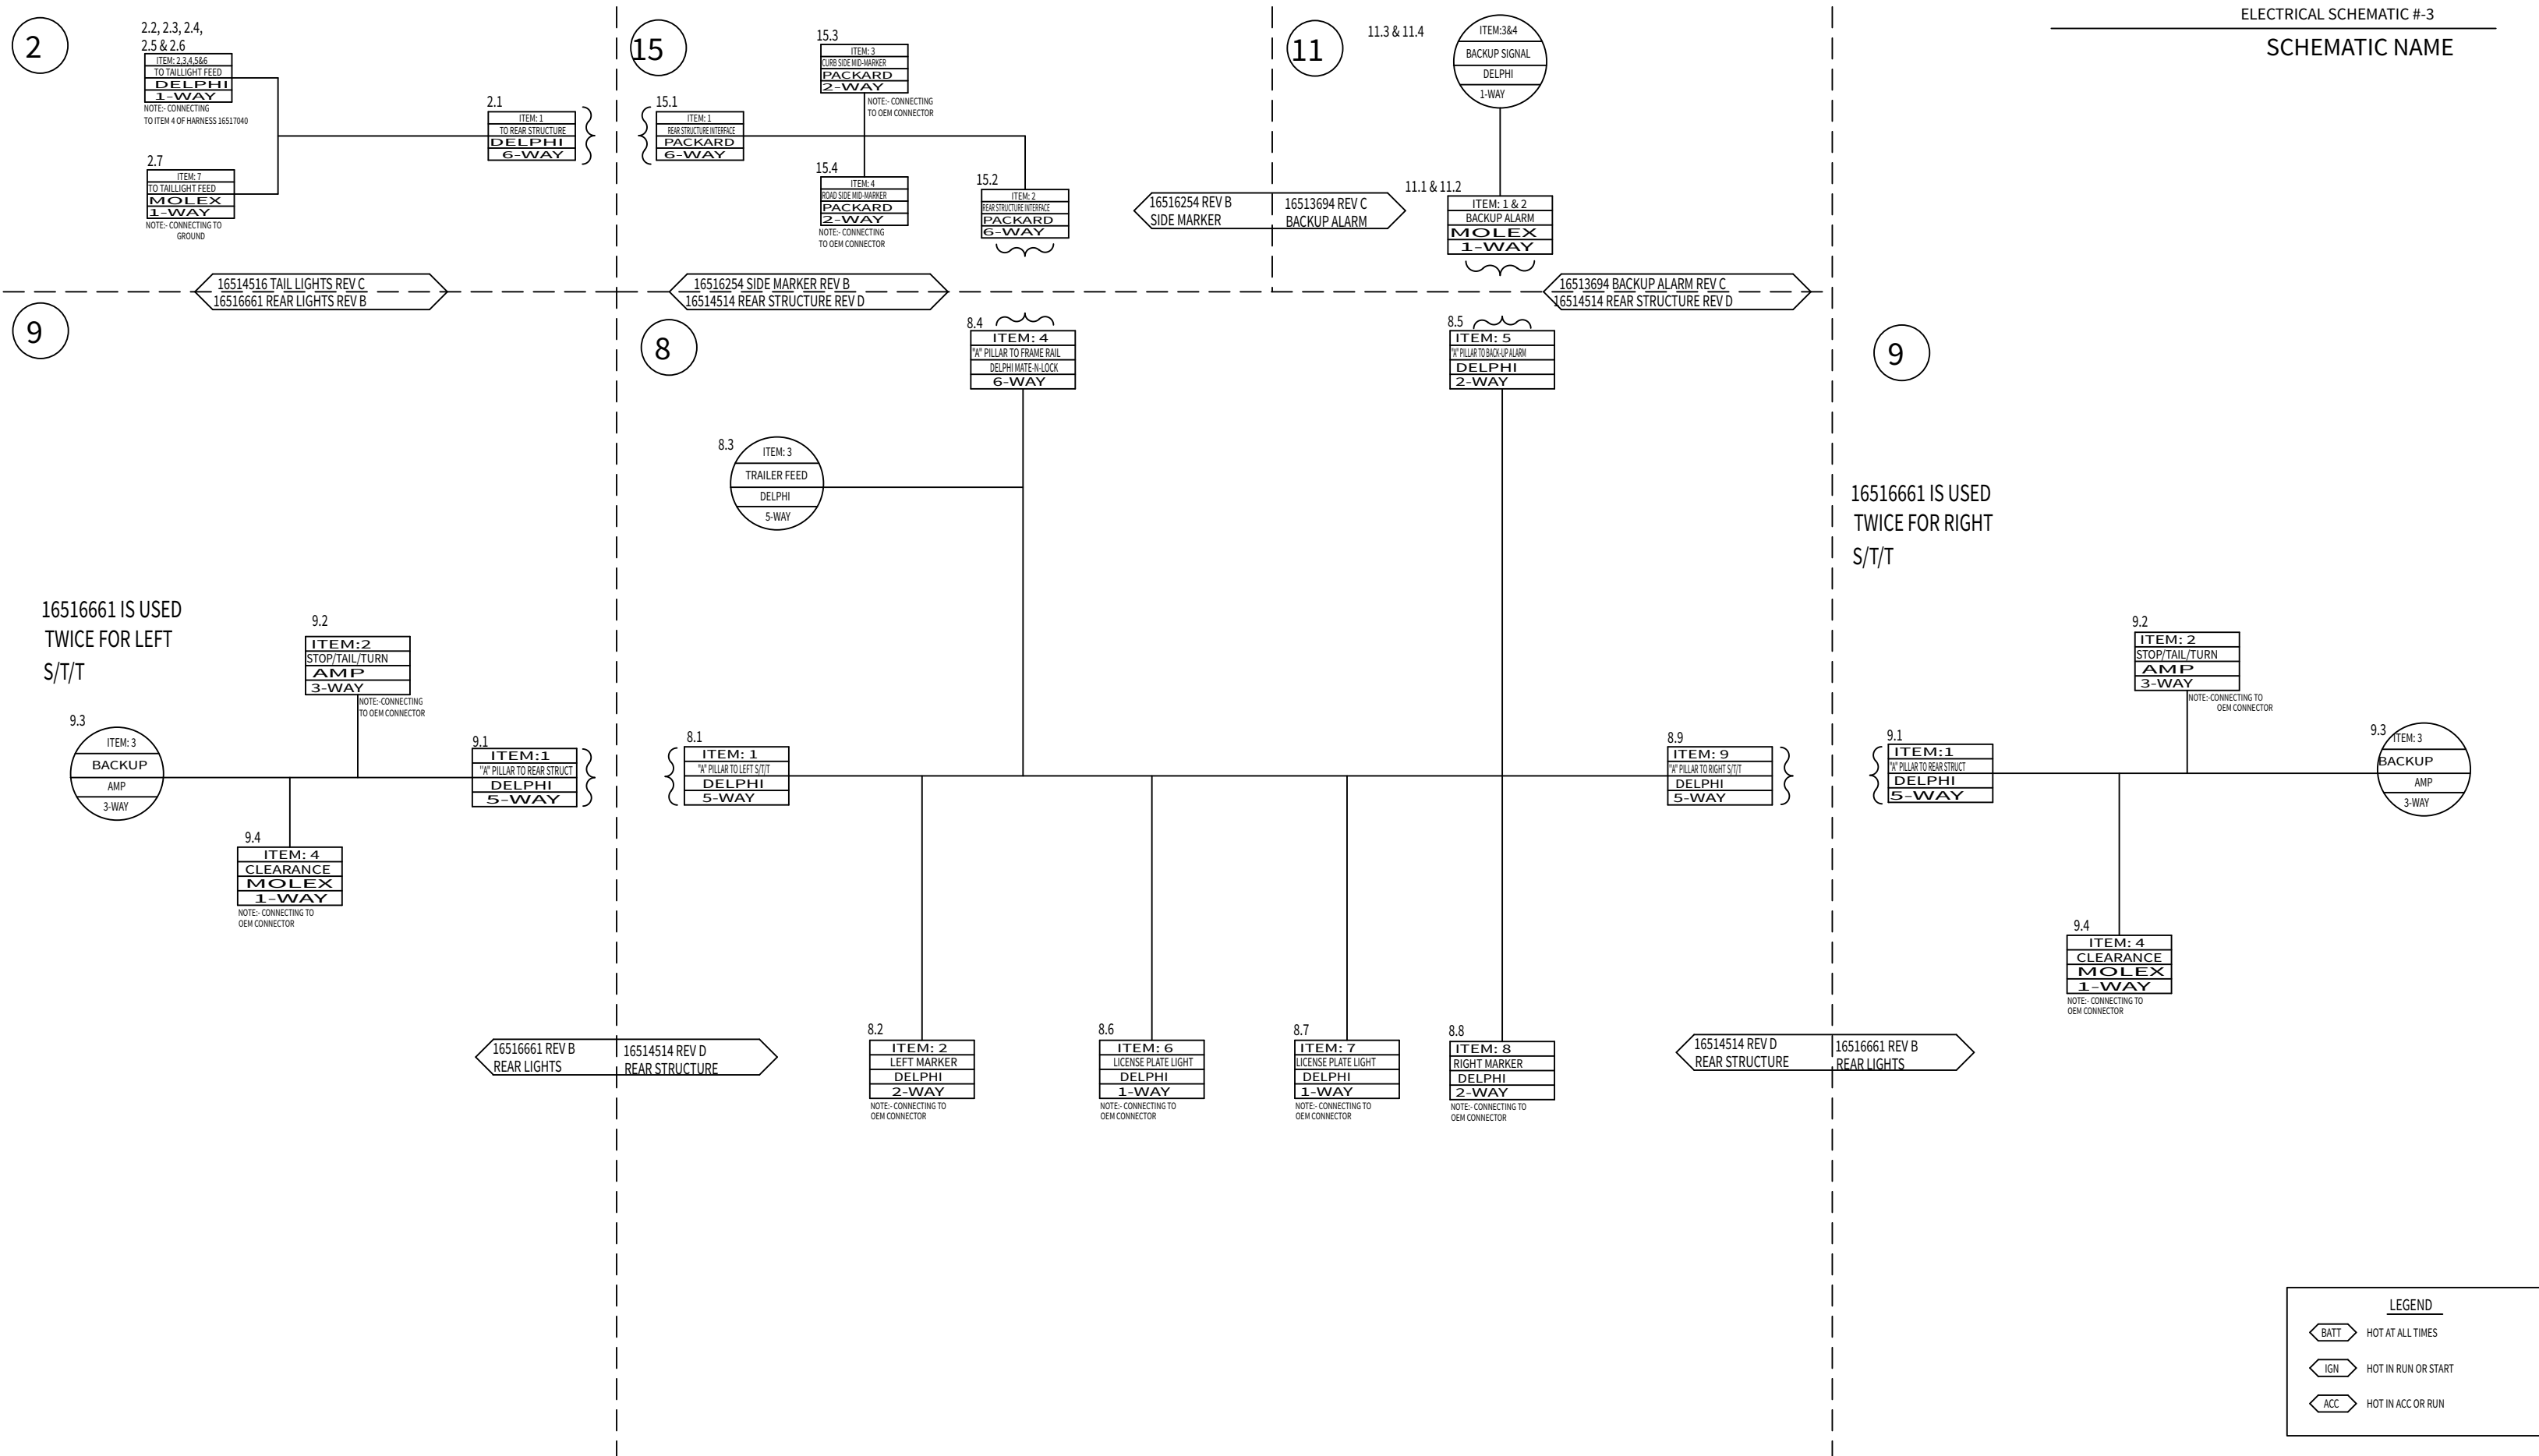 ELECTRICAL SCHEMATIC #-3
SCHEMATIC NAME
2
2.2, 2.3, 2.4,
2.5 & 2.6
ITEM: 2,3,4,5&6
TO TAILLIGHT FEED
DELPHI
1-WAY
NOTE:- CONNECTING
TO ITEM 4 OF HARNESS 16517040
2.7
ITEM: 7
TO TAILLIGHT FEED
MOLEX
1-WAY
NOTE:- CONNECTING TO
GROUND
2.1
ITEM: 1
TO REAR STRUCTURE
DELPHI
6-WAY
15
15.1
ITEM: 1
REAR STRUCTURE INTERFACE
PACKARD
6-WAY
15.3
ITEM: 3
CURB SIDE MID-MARKER
PACKARD
2-WAY
NOTE:- CONNECTING
TO OEM CONNECTOR
15.4
ITEM: 4
ROAD SIDE MID-MARKER
PACKARD
2-WAY
NOTE:- CONNECTING
TO OEM CONNECTOR
15.2
ITEM: 2
REAR STRUCTURE INTERFACE
PACKARD
6-WAY
16516254 REV B
SIDE MARKER
16513694 REV C
BACKUP ALARM
11
11.3 & 11.4
ITEM:3&4
BACKUP SIGNAL
DELPHI
1-WAY
11.1 & 11.2
ITEM: 1 & 2
BACKUP ALARM
MOLEX
1-WAY
16514516 TAIL LIGHTS REV C
16516661 REAR LIGHTS REV B
16516254 SIDE MARKER REV B
16514514 REAR STRUCTURE REV D
16513694 BACKUP ALARM REV C
16514514 REAR STRUCTURE REV D
9
16516661 IS USED
TWICE FOR LEFT
S/T/T
9.2
ITEM:2
STOP/TAIL/TURN
AMP
3-WAY
NOTE:-CONNECTING
TO OEM CONNECTOR
9.3
ITEM: 3
BACKUP
AMP
3-WAY
9.1
ITEM:1
"A" PILLAR TO REAR STRUCT
DELPHI
5-WAY
9.4
ITEM: 4
CLEARANCE
MOLEX
1-WAY
NOTE:- CONNECTING TO
OEM CONNECTOR
16516661 REV B
REAR LIGHTS
16514514 REV D
REAR STRUCTURE
8
8.4
ITEM: 4
"A" PILLAR TO FRAME RAIL
DELPHI MATE-N-LOCK
6-WAY
8.5
ITEM: 5
"A" PILLAR TO BACK-UP ALARM
DELPHI
2-WAY
8.3
ITEM: 3
TRAILER FEED
DELPHI
5-WAY
8.1
ITEM: 1
"A" PILLAR TO LEFT S/T/T
DELPHI
5-WAY
8.9
ITEM: 9
"A" PILLAR TO RIGHT S/T/T
DELPHI
5-WAY
8.2
ITEM: 2
LEFT MARKER
DELPHI
2-WAY
NOTE:- CONNECTING TO
OEM CONNECTOR
8.6
ITEM: 6
LICENSE PLATE LIGHT
DELPHI
1-WAY
NOTE:- CONNECTING TO
OEM CONNECTOR
8.7
ITEM: 7
LICENSE PLATE LIGHT
DELPHI
1-WAY
NOTE:- CONNECTING TO
OEM CONNECTOR
8.8
ITEM: 8
RIGHT MARKER
DELPHI
2-WAY
NOTE:- CONNECTING TO
OEM CONNECTOR
16514514 REV D
REAR STRUCTURE
16516661 REV B
REAR LIGHTS
9
16516661 IS USED
TWICE FOR RIGHT
S/T/T
9.2
ITEM: 2
STOP/TAIL/TURN
AMP
3-WAY
NOTE:-CONNECTING TO
OEM CONNECTOR
9.1
ITEM:1
"A" PILLAR TO REAR STRUCT
DELPHI
5-WAY
9.3
ITEM: 3
BACKUP
AMP
3-WAY
9.4
ITEM: 4
CLEARANCE
MOLEX
1-WAY
NOTE:- CONNECTING TO
OEM CONNECTOR
LEGEND
BATT HOT AT ALL TIMES
IGN HOT IN RUN OR START
ACC HOT IN ACC OR RUN